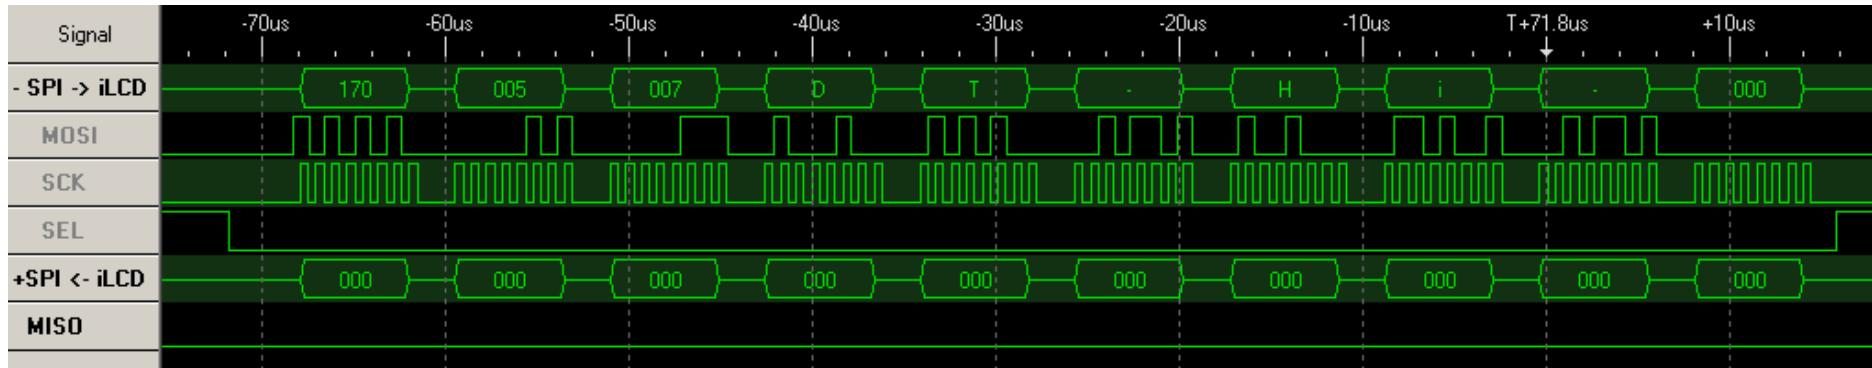 Signal -70us -60us -50us -40us -30us -20us -10us T+71.8us +10us
- SPI -> iLCD 170 005 007 D T - H i - 000
MOSI
SCK
SEL
+SPI <- iLCD 000 000 000 000 000 000 000 000 000 000
MISO